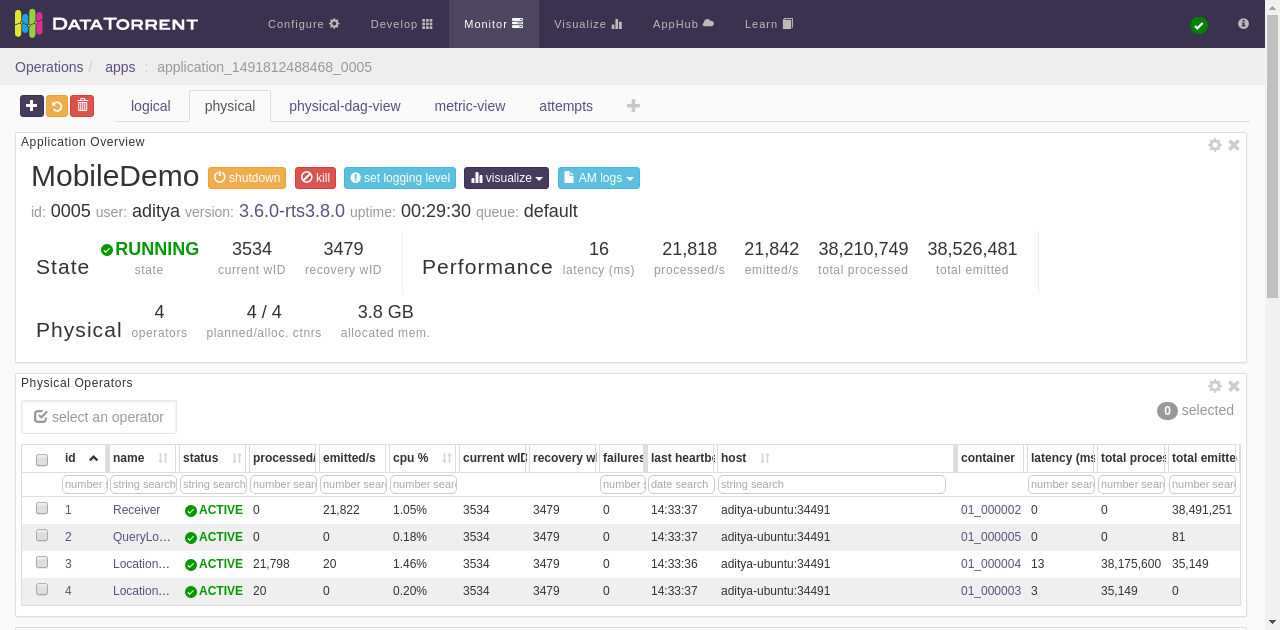 DATATORRENT Configure Develop Monitor Visualize AppHub Learn
Operations / apps : application_1491812488468_0005
logical physical physical-dag-view metric-view attempts
Application Overview
MobileDemo shutdown kill set logging level visualize AM logs
id: 0005 user: aditya version: 3.6.0-rts3.8.0 uptime: 00:29:30 queue: default
State RUNNING 3534 3479 Performance 16 21,818 21,842 38,210,749 38,526,481
state current wID recovery wID latency (ms) processed/s emitted/s total processed total emitted
Physical 4 4 / 4 3.8 GB
operators planned/alloc. ctnrs allocated mem.
Physical Operators
select an operator 0 selected
id name status processed/ emitted/s cpu % current wID recovery w failures last heartbe host container latency (ms total proces total emitte
number s string search string search number sear number sear number sear number s date search string search number sear number sear number sear
1 Receiver ACTIVE 0 21,822 1.05% 3534 3479 0 14:33:37 aditya-ubuntu:34491 01_000002 0 0 38,491,251
2 QueryLo... ACTIVE 0 0 0.18% 3534 3479 0 14:33:37 aditya-ubuntu:34491 01_000005 0 0 81
3 Location... ACTIVE 21,798 20 1.46% 3534 3479 0 14:33:36 aditya-ubuntu:34491 01_000004 13 38,175,600 35,149
4 Location... ACTIVE 20 0 0.20% 3534 3479 0 14:33:37 aditya-ubuntu:34491 01_000003 3 35,149 0